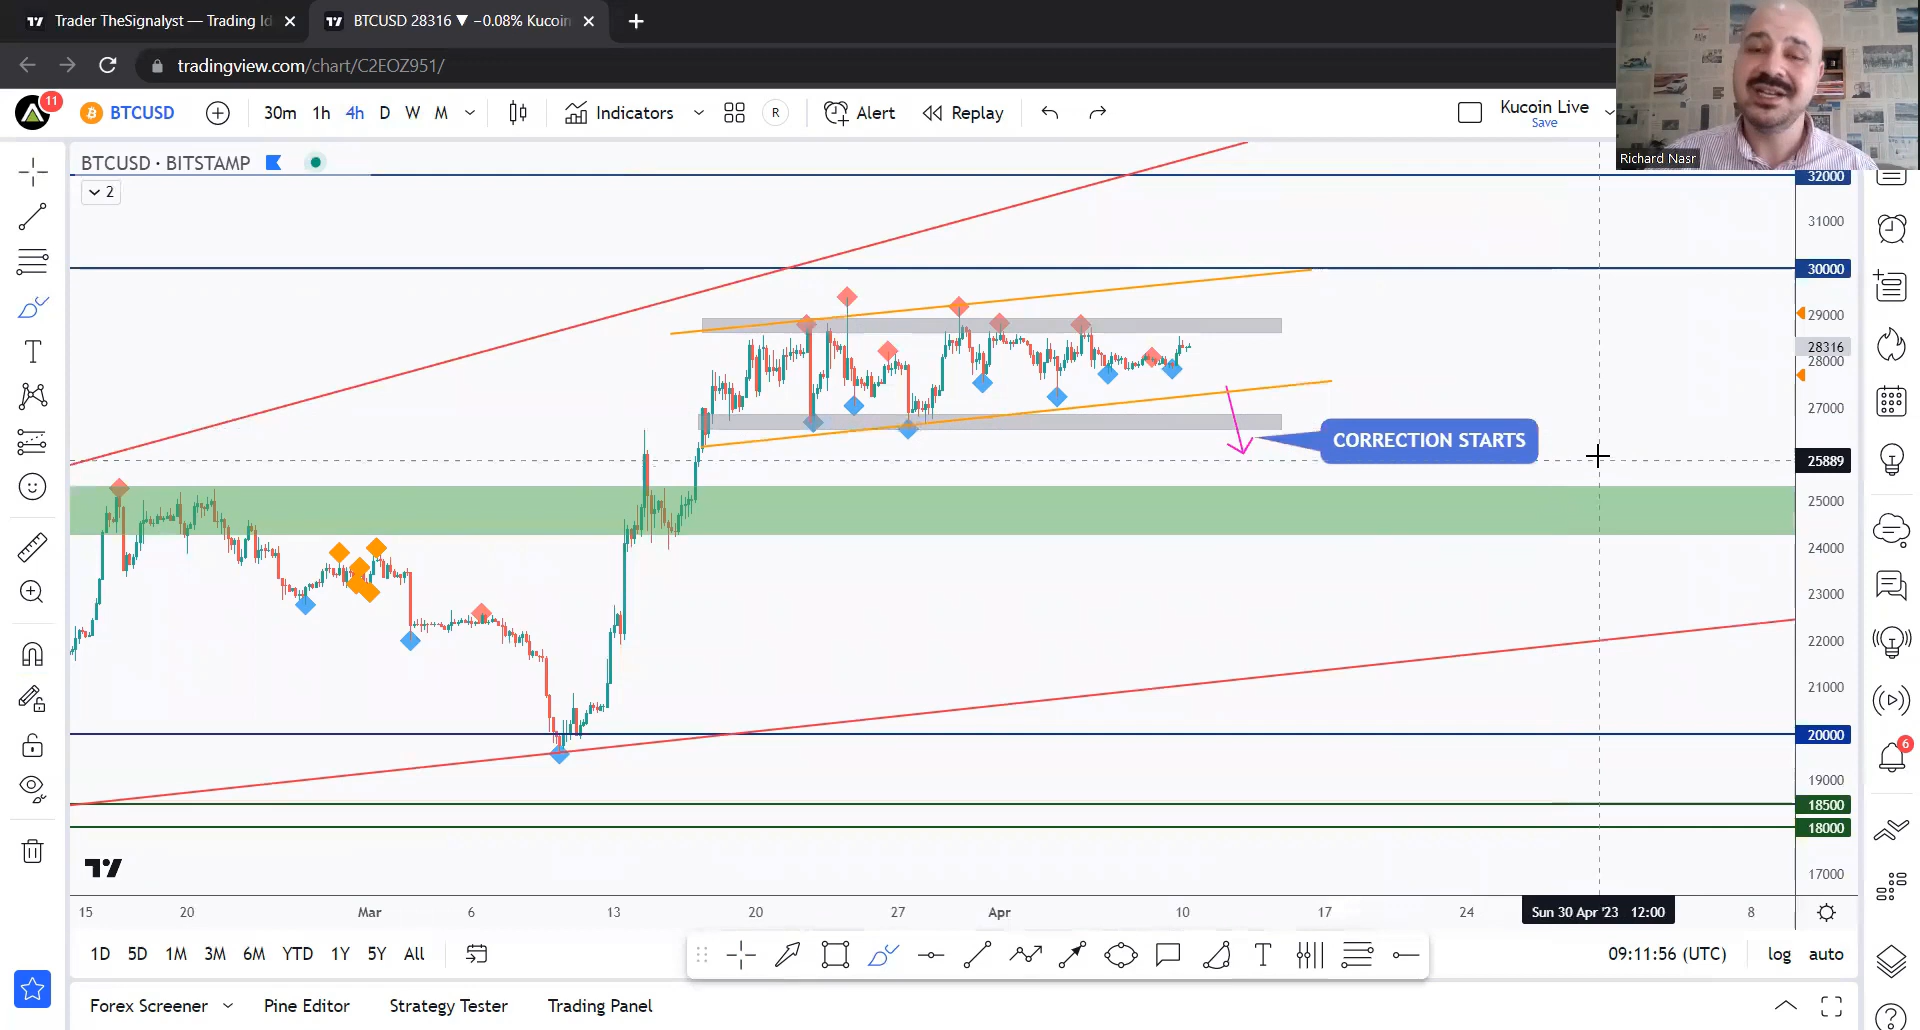 Trader TheSignalyst — Trading Id
BTCUSD 28316 ▼ −0.08% Kucoin
tradingview.com/chart/C2EOZ951/
11
BTCUSD
30m 1h 4h D W M
Indicators
R
Alert
Replay
Kucoin Live
Save
Richard Nasr
BTCUSD · BITSTAMP
2
32000
31000
30000
29000
28316
28000
27000
CORRECTION STARTS
25889
25000
24000
23000
22000
21000
20000
19000
18500
18000
17000
6
15 20 Mar 6 13 20 27 Apr 10 17 24 Sun 30 Apr '23 12:00 8
1D 5D 1M 3M 6M YTD 1Y 5Y All
09:11:56 (UTC) log auto
Forex Screener Pine Editor Strategy Tester Trading Panel